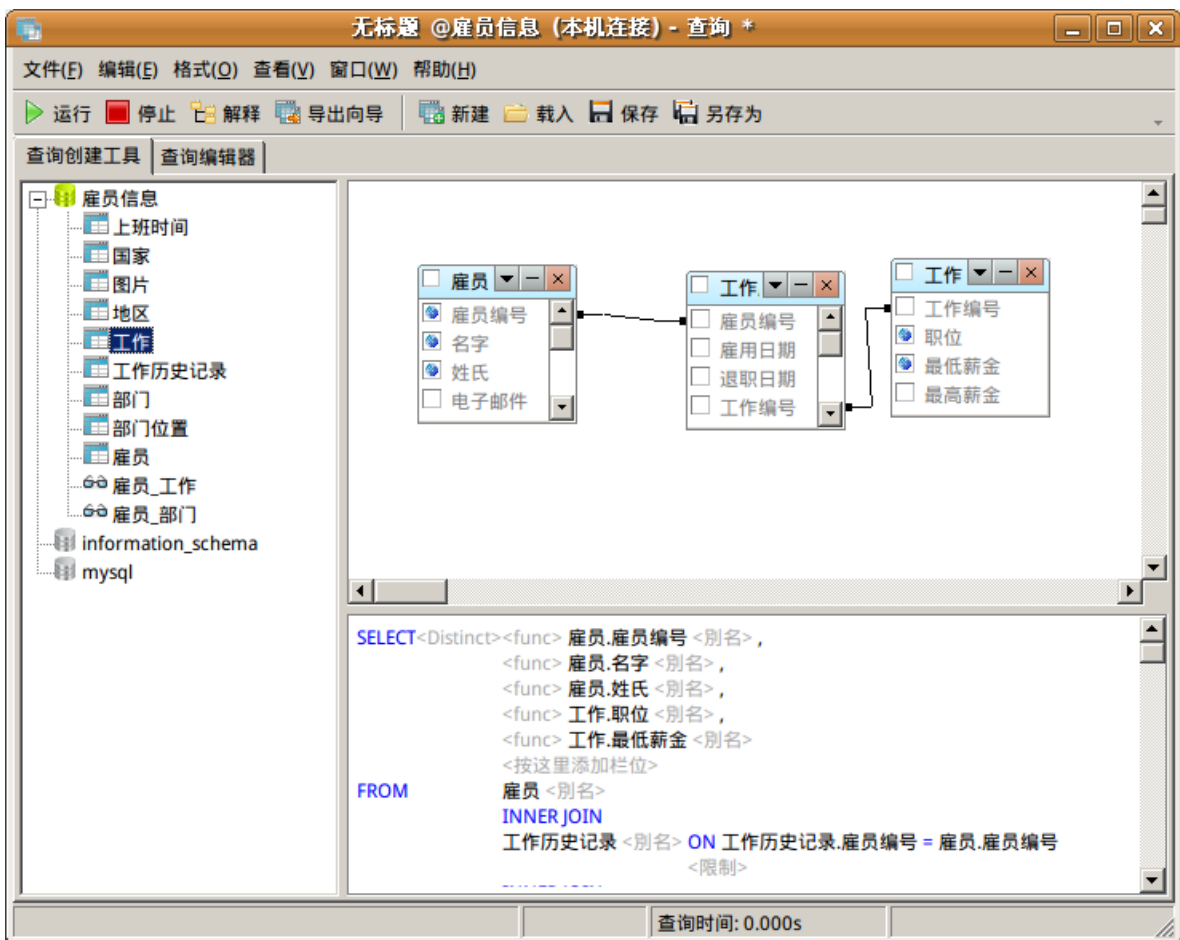 无标题 @雇员信息 (本机连接) - 查询 *
文件(F) 编辑(E) 格式(O) 查看(V) 窗口(W) 帮助(H)
运行 停止 解释 导出向导 新建 载入 保存 另存为
查询创建工具 查询编辑器
雇员信息
上班时间
国家
图片
地区
工作
工作历史记录
部门
部门位置
雇员
雇员_工作
雇员_部门
information_schema
mysql
雇员
雇员编号
名字
姓氏
电子邮件
工作
雇员编号
雇用日期
退职日期
工作编号
工作
工作编号
职位
最低薪金
最高薪金
SELECT<Distinct><func> 雇员.雇员编号 <别名> ,
<func> 雇员.名字 <别名> ,
<func> 雇员.姓氏 <别名> ,
<func> 工作.职位 <别名> ,
<func> 工作.最低薪金 <别名>
<按这里添加栏位>
FROM 雇员 <别名>
INNER JOIN
工作历史记录 <别名> ON 工作历史记录.雇员编号 = 雇员.雇员编号
<限制>
查询时间: 0.000s